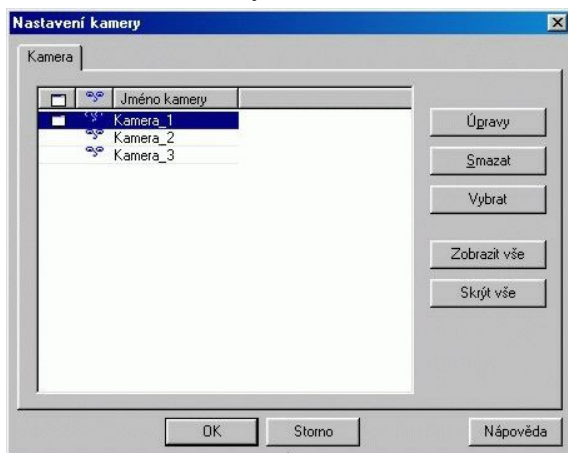 Nastavení kamery
Kamera
Jméno kamery
Kamera_1
Kamera_2
Kamera_3
Úpravy
Smazat
Vybrat
Zobrazit vše
Skrýt vše
OK
Storno
Nápověda